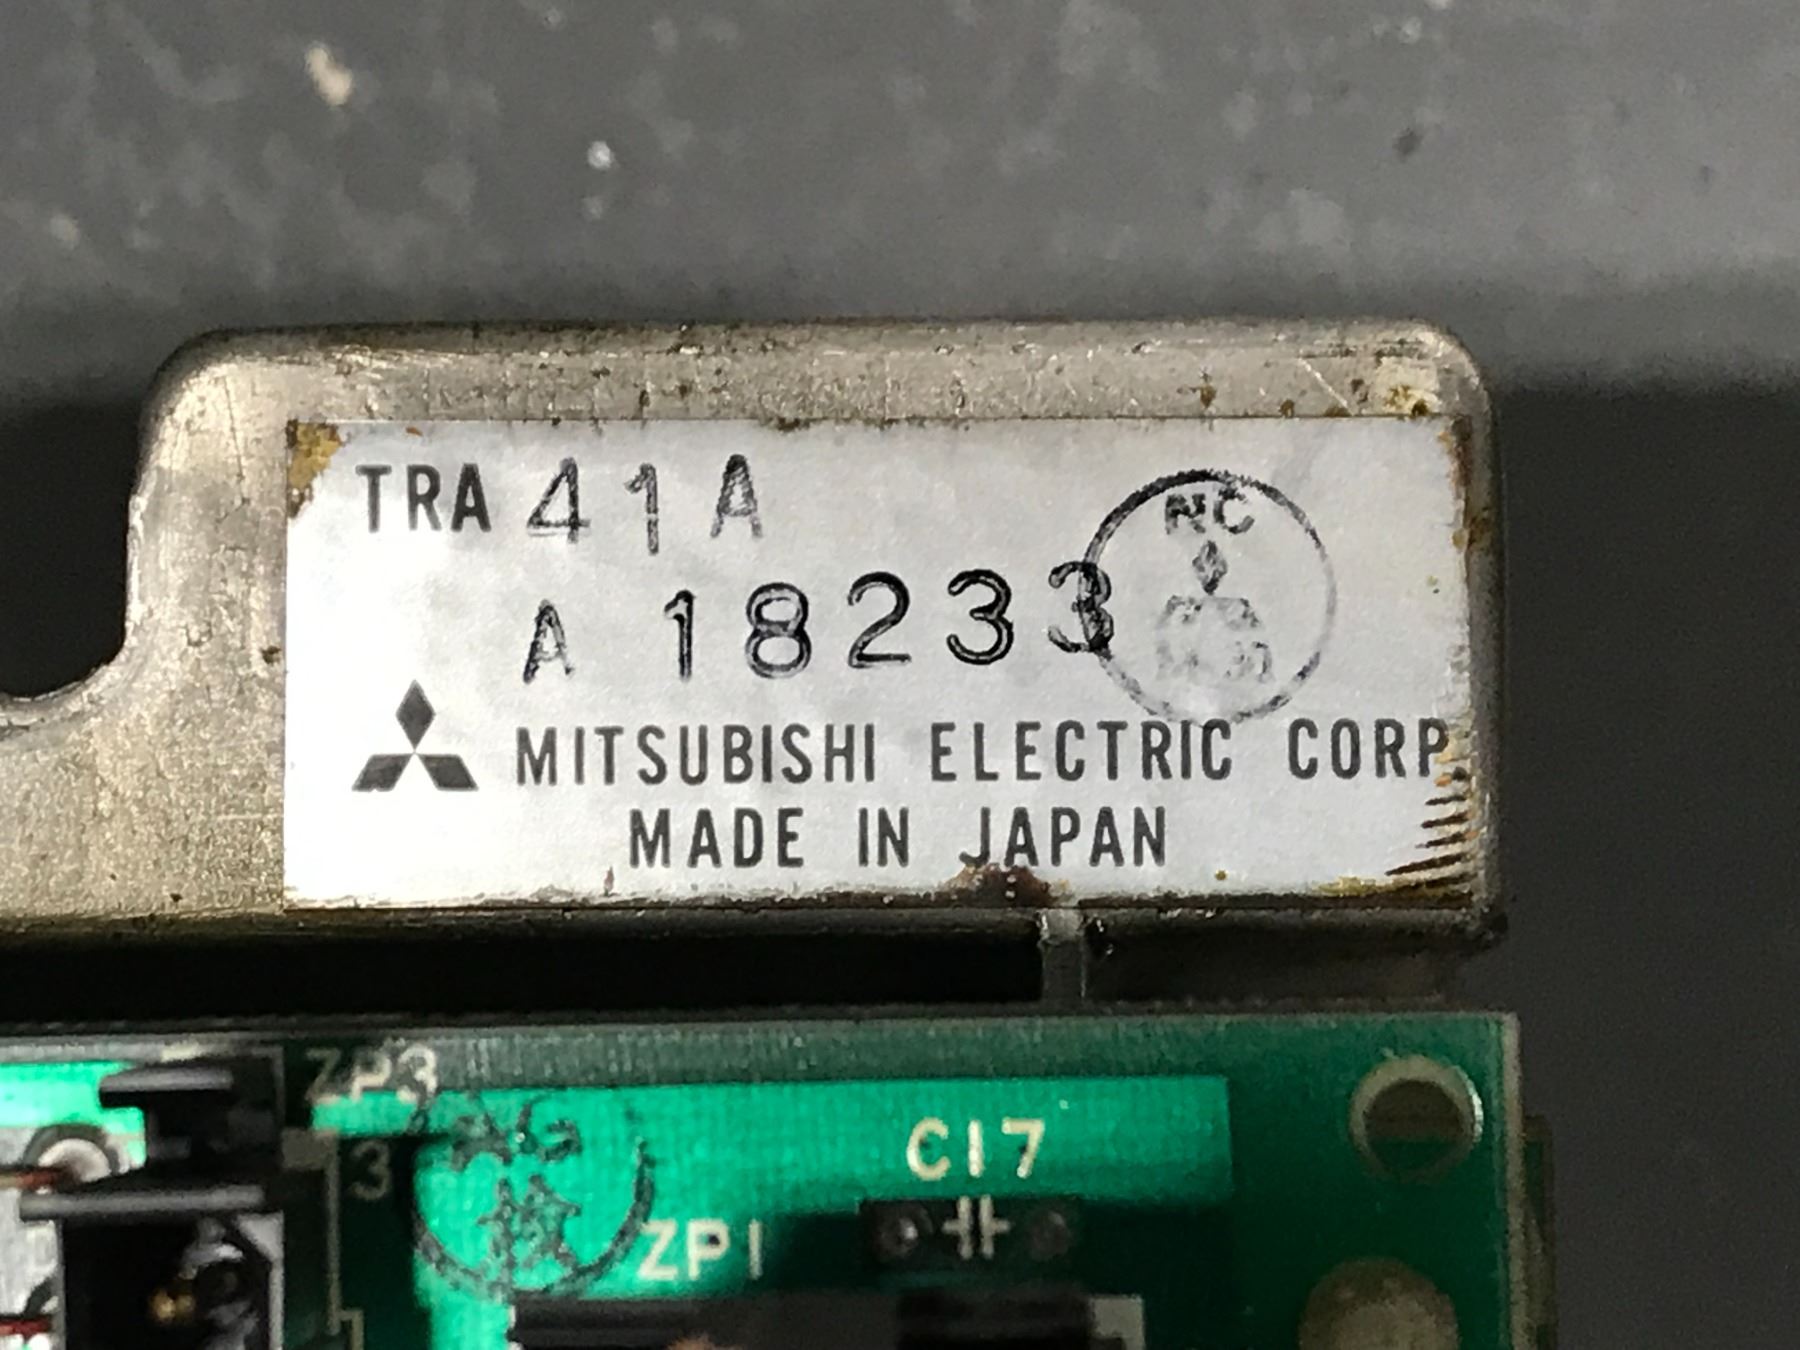 TRA 41A
NC
A 18233
MITSUBISHI ELECTRIC CORP.
MADE IN JAPAN
ZP3
3
C17
ZP1